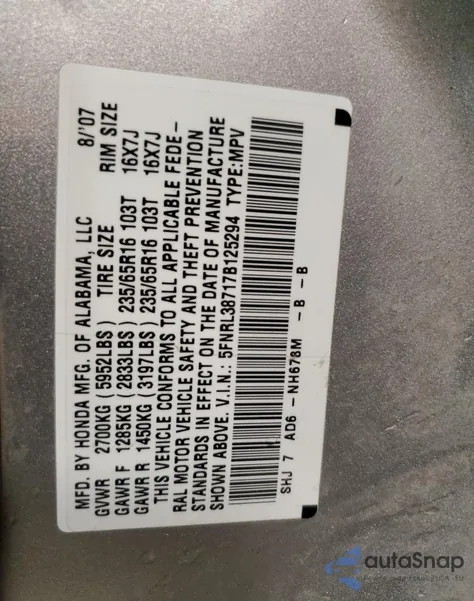 MFD. BY HONDA MFG. OF ALABAMA, LLC 8/'07
GVWR 2700KG (5952LBS) TIRE SIZE RIM SIZE
GAWR F 1285KG (2833LBS) 235/65R16 103T 16X7J
GAWR R 1450KG (3197LBS) 235/65R16 103T 16X7J
THIS VEHICLE CONFORMS TO ALL APPLICABLE FEDE-
RAL MOTOR VEHICLE SAFETY AND THEFT PREVENTION
STANDARDS IN EFFECT ON THE DATE OF MANUFACTURE
SHOWN ABOVE. V.I.N.: 5FNRL38717B125294 TYPE:MPV
SHJ 7 AD6 -NH678M -B -B
autoSnap